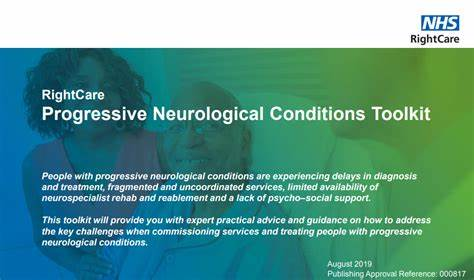 NHS
RightCare
RightCare
Progressive Neurological Conditions Toolkit
People with progressive neurological conditions are experiencing delays in diagnosis
and treatment, fragmented and uncoordinated services, limited availability of
neurospecialist rehab and reablement and a lack of psycho–social support.
This toolkit will provide you with expert practical advice and guidance on how to address
the key challenges when commissioning services and treating people with progressive
neurological conditions.
August 2019
Publishing Approval Reference: 000817